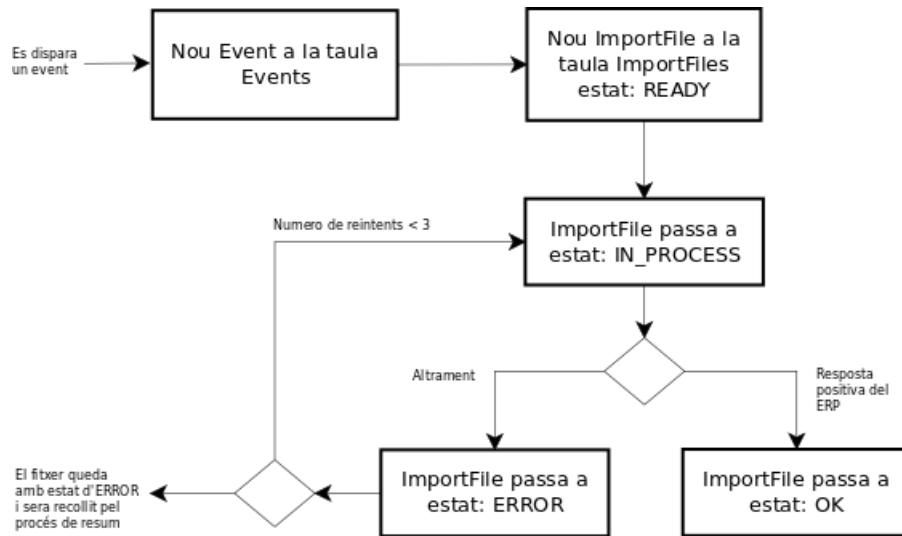 Es dispara
un event
Nou Event a la taula
Events
Nou ImportFile a la
taula ImportFiles
estat: READY
Numero de reintents < 3
ImportFile passa a
estat: IN_PROCESS
Altrament
Resposta
positiva del
ERP
El fitxer queda
amb estat d'ERROR
i sera recollit pel
procés de resum
ImportFile passa a
estat: ERROR
ImportFile passa a
estat: OK